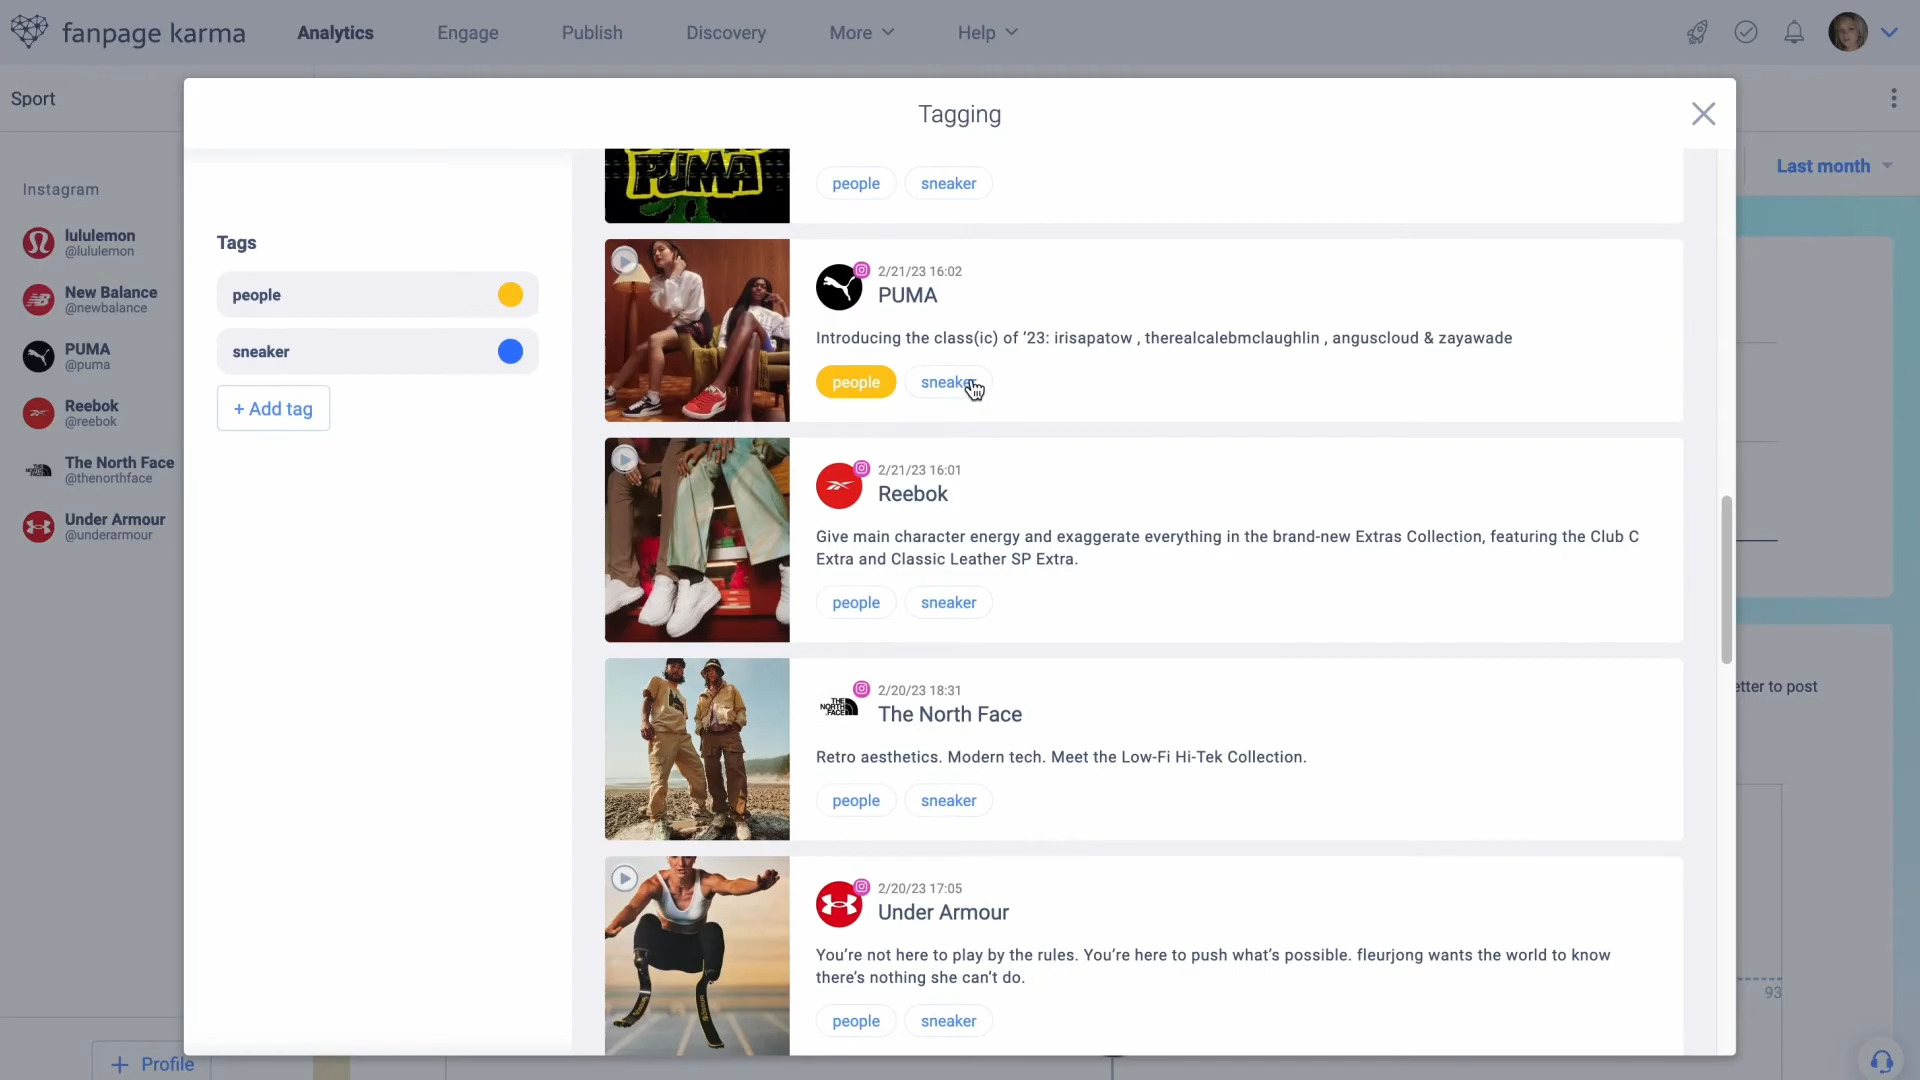 fanpage karma
Analytics
Engage
Publish
Discovery
More
Help
Sport
Tagging
Last month
Instagram
lululemon
@lululemon
New Balance
@newbalance
PUMA
@puma
Reebok
@reebok
The North Face
@thenorthface
Under Armour
@underarmour
+ Profile
Tags
people
sneaker
+ Add tag
PUMA
people sneaker
2/21/23 16:02
PUMA
Introducing the class(ic) of ’23: irisapatow , therealcalebmclaughlin , anguscloud & zayawade
people sneaker
2/21/23 16:01
Reebok
Give main character energy and exaggerate everything in the brand-new Extras Collection, featuring the Club C
Extra and Classic Leather SP Extra.
people sneaker
THE
NORTH
FACE
2/20/23 18:31
The North Face
Retro aesthetics. Modern tech. Meet the Low-Fi Hi-Tek Collection.
people sneaker
2/20/23 17:05
Under Armour
You’re not here to play by the rules. You’re here to push what’s possible. fleurjong wants the world to know
there’s nothing she can’t do.
people sneaker
etter to post
93